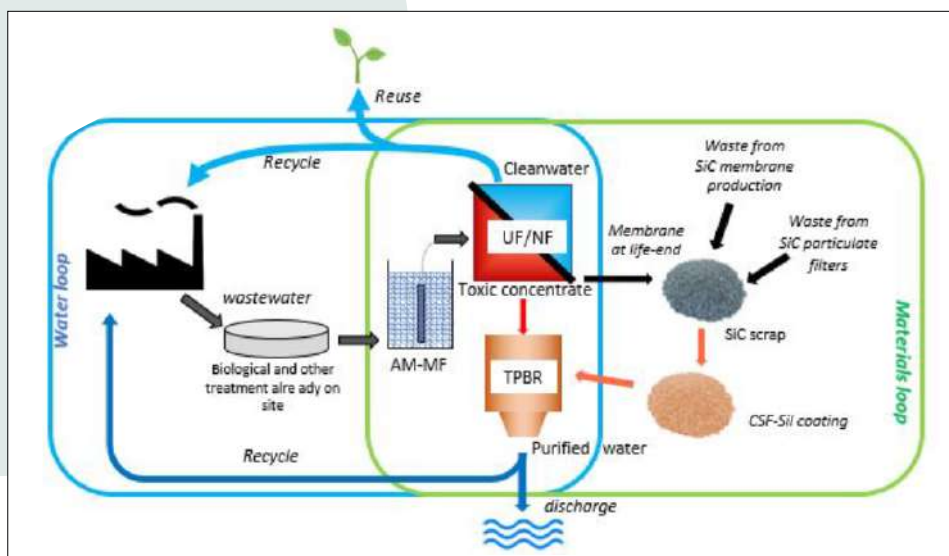 Reuse
Recycle
Cleanwater
Waste from
SiC membrane
production
UF/NF
Membrane
at life-end
Waste from
SiC particulate
filters
Water loop
wastewater
Toxic concentrate
SiC scrap
Materials loop
Biological and other
treatment alre ady on
site
AM-MF
TPBR
CSF-Sil coating
Recycle
Purified water
discharge